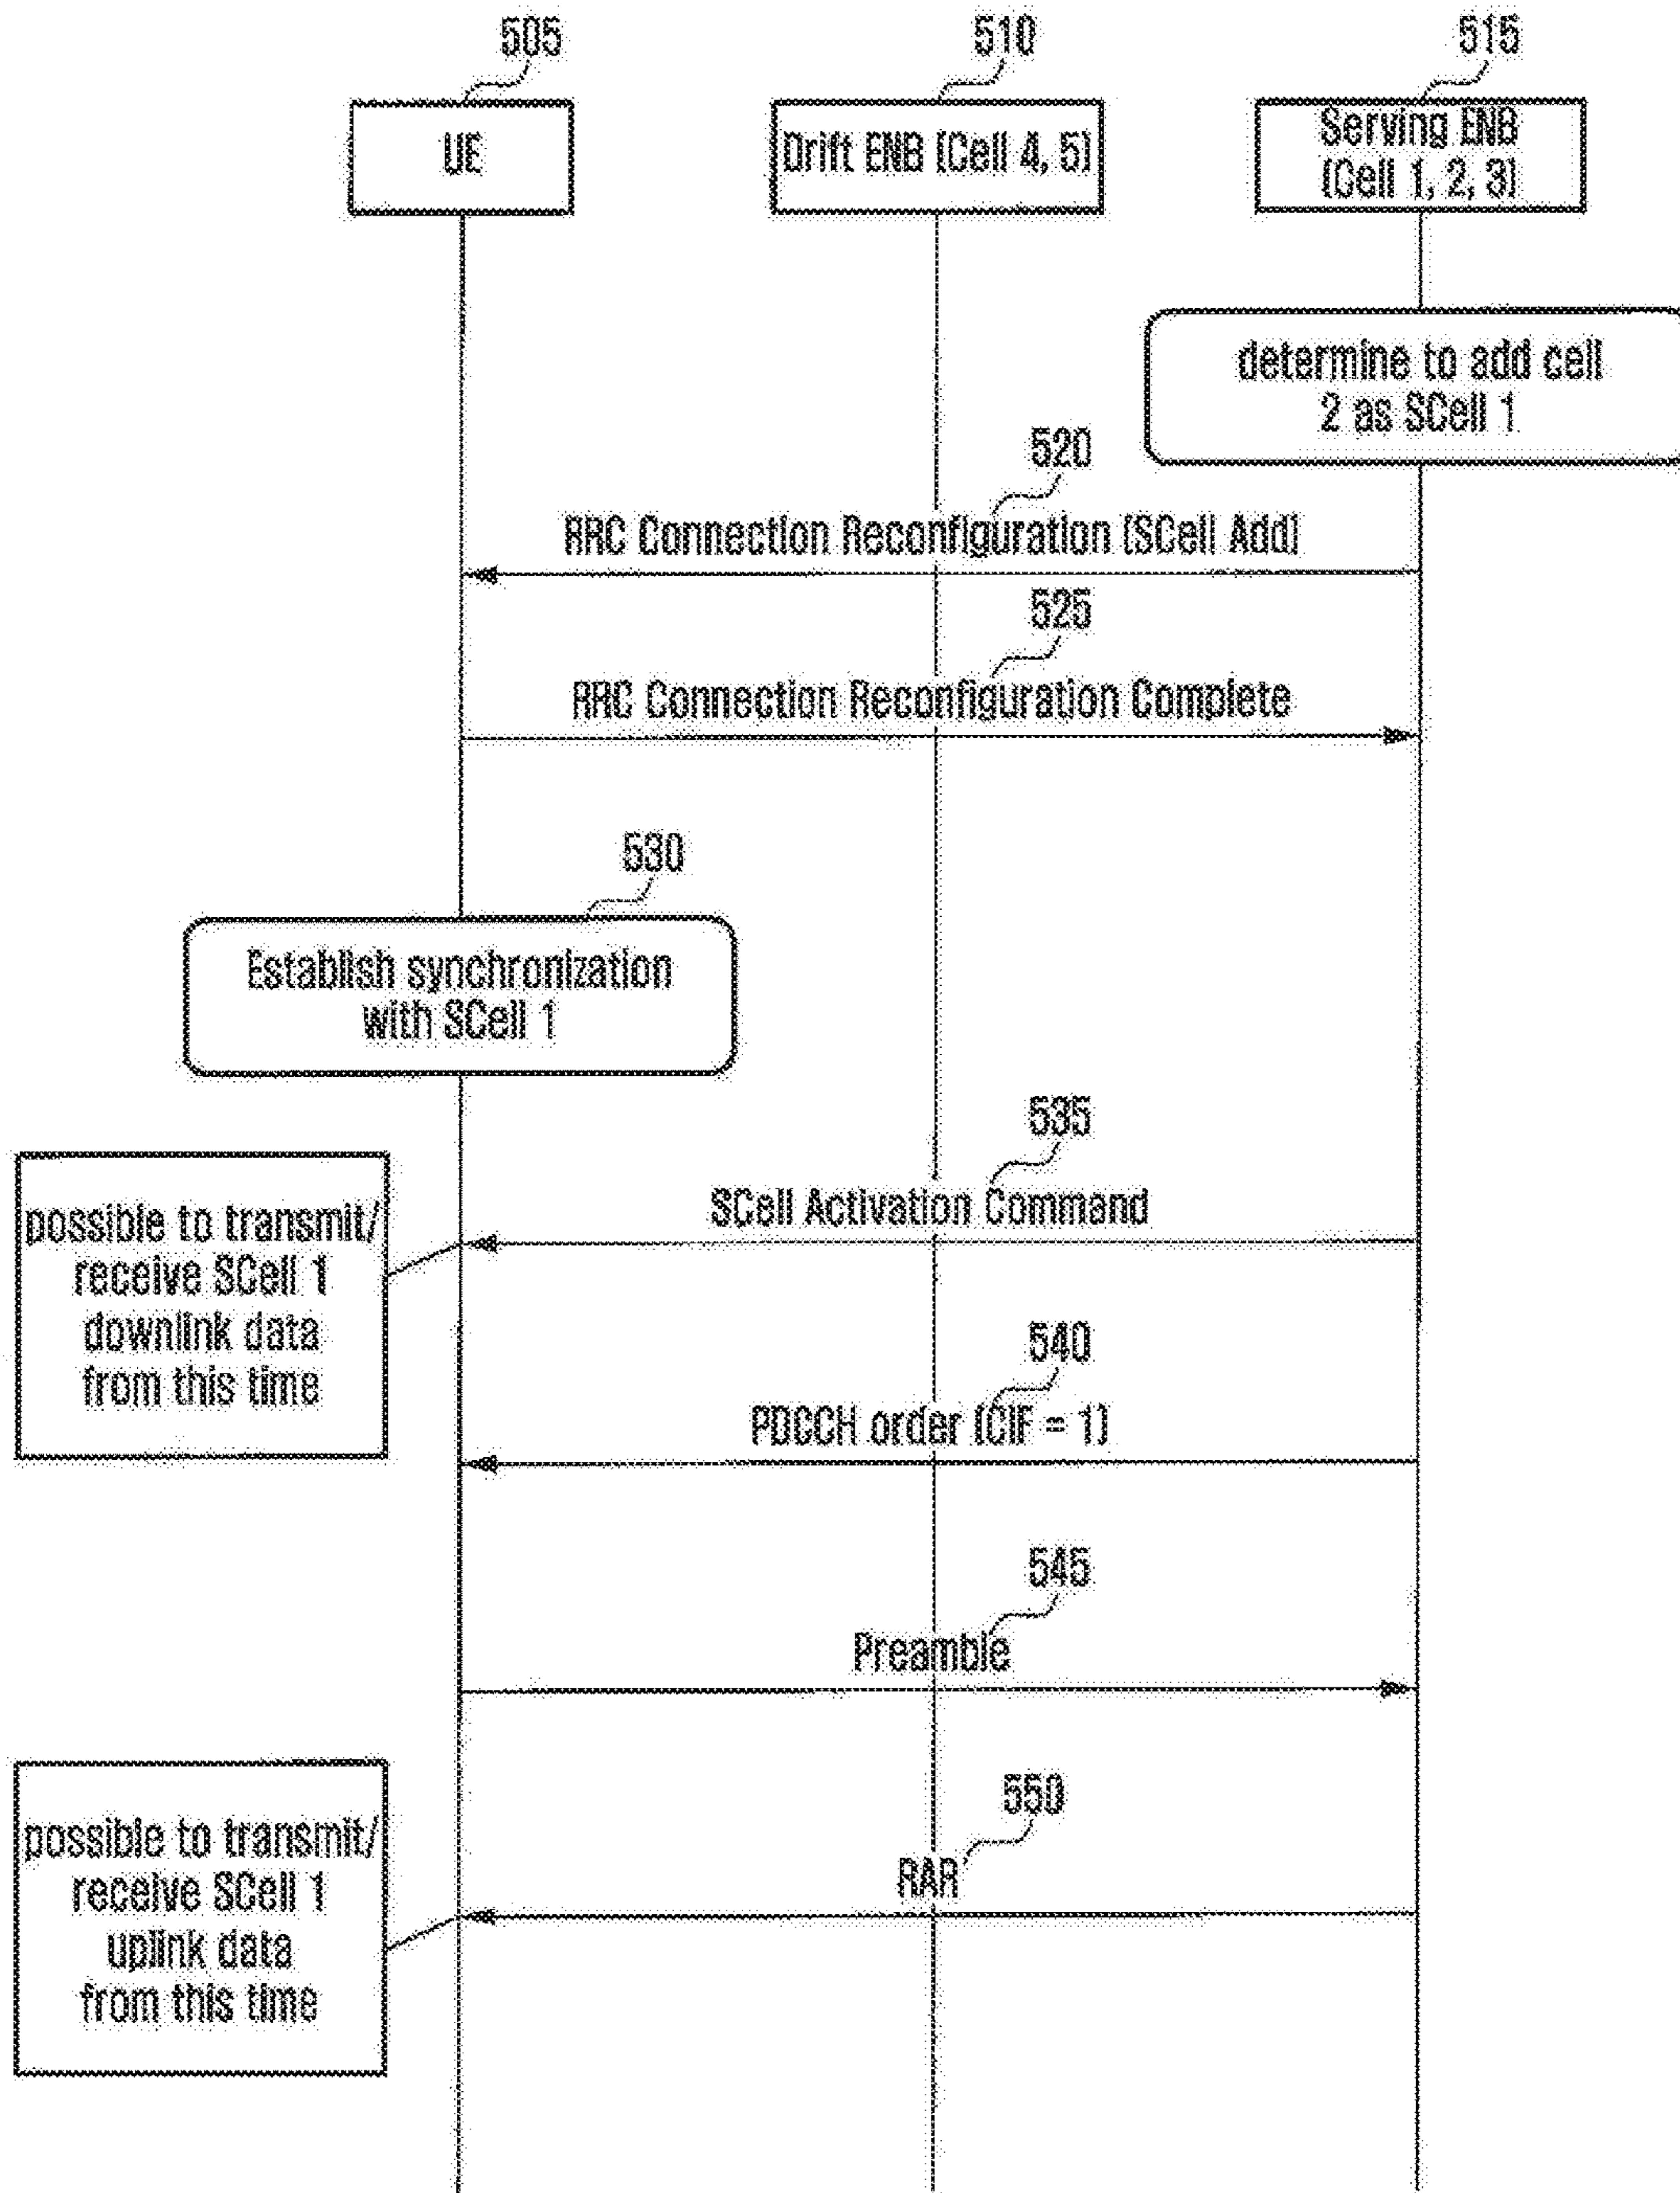 505
510
515
UE
Drift ENB (Cell 4, 5)
Serving ENB
(Cell 1, 2, 3)
determine to add cell
2 as SCell 1
520
RRC Connection Reconfiguration (SCell Add)
525
RRC Connection Reconfiguration Complete
530
Establish synchronization
with SCell 1
535
SCell Activation Command
possible to transmit/
receive SCell 1
downlink data
from this time
540
PDCCH order (CIF = 1)
545
Preamble
550
RAR
possible to transmit/
receive SCell 1
uplink data
from this time